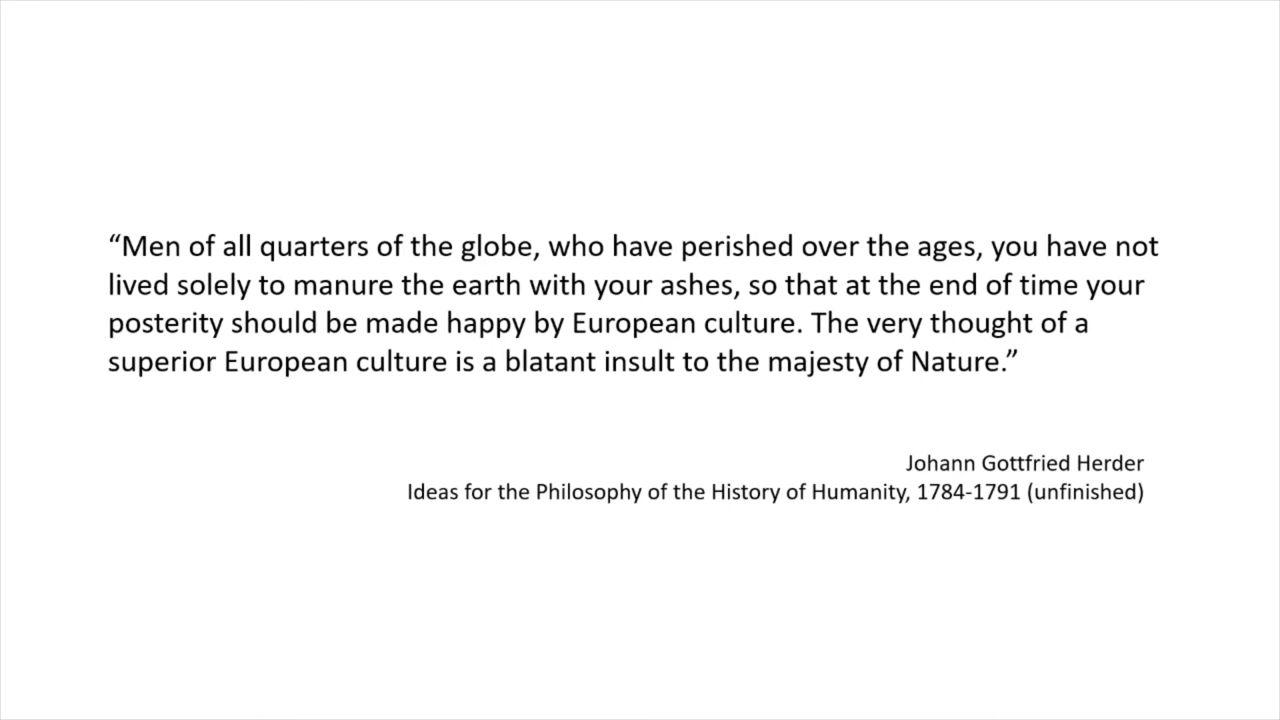 “Men of all quarters of the globe, who have perished over the ages, you have not
lived solely to manure the earth with your ashes, so that at the end of time your
posterity should be made happy by European culture. The very thought of a
superior European culture is a blatant insult to the majesty of Nature.”
Johann Gottfried Herder
Ideas for the Philosophy of the History of Humanity, 1784-1791 (unfinished)